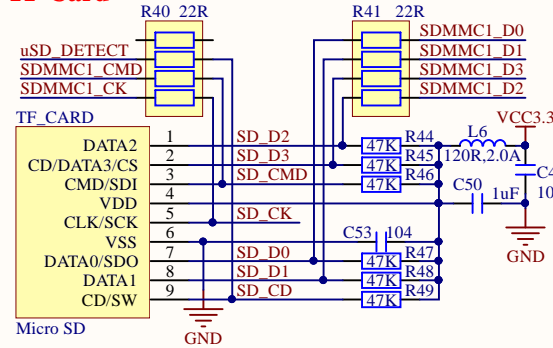 R40 22R
R41 22R
SDMMC1_D0
uSD_DETECT
SDMMC1_D1
SDMMC1_CMD
SDMMC1_D3
SDMMC1_CK
SDMMC1_D2
TF_CARD
VCC3.3
L6
120R,2.0A
DATA2 1 SD_D2 47K R44
CD/DATA3/CS 2 SD_D3 47K R45
CMD/SDI 3 SD_CMD 47K R46
VDD 4
C50 1uF
CLK/SCK 5 SD_CK
VSS 6
C53 104
GND
DATA0/SDO 7 SD_D0 47K R47
DATA1 8 SD_D1 47K R48
CD/SW 9 SD_CD 47K R49
Micro SD
GND